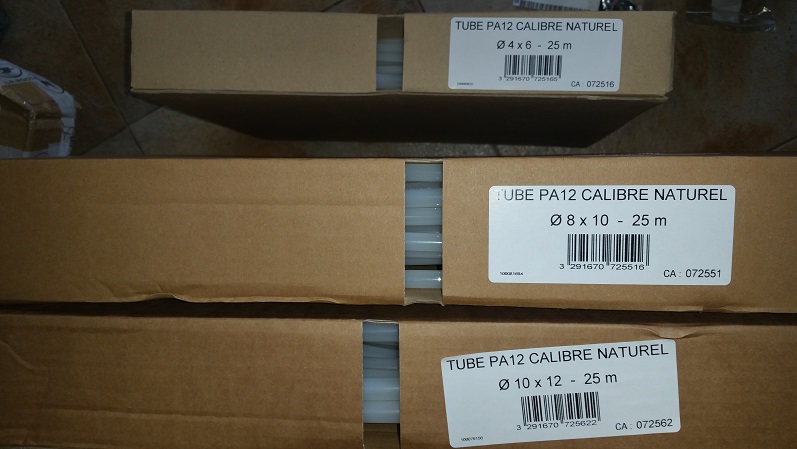 TUBE PA12 CALIBRE NATUREL
Ø 4 x 6 - 25 m
3 291670 725165
CA : 072516
TUBE PA12 CALIBRE NATUREL
Ø 8 x 10 - 25 m
3 291670 725516
CA : 072551
TUBE PA12 CALIBRE NATUREL
Ø 10 x 12 - 25 m
3 291670 725622
CA : 072562